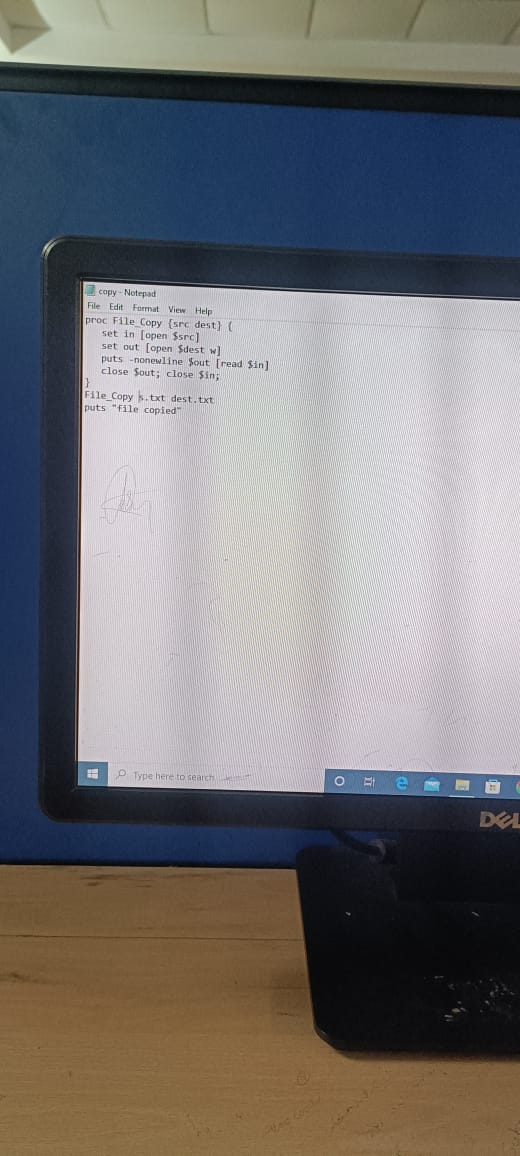 copy - Notepad
File Edit Format View Help
proc File_Copy {src dest} {
set in [open $src]
set out [open $dest w]
puts -nonewline $out [read $in]
close $out; close $in;
}
File_Copy s.txt dest.txt
puts "file copied"
Type here to search
DELL